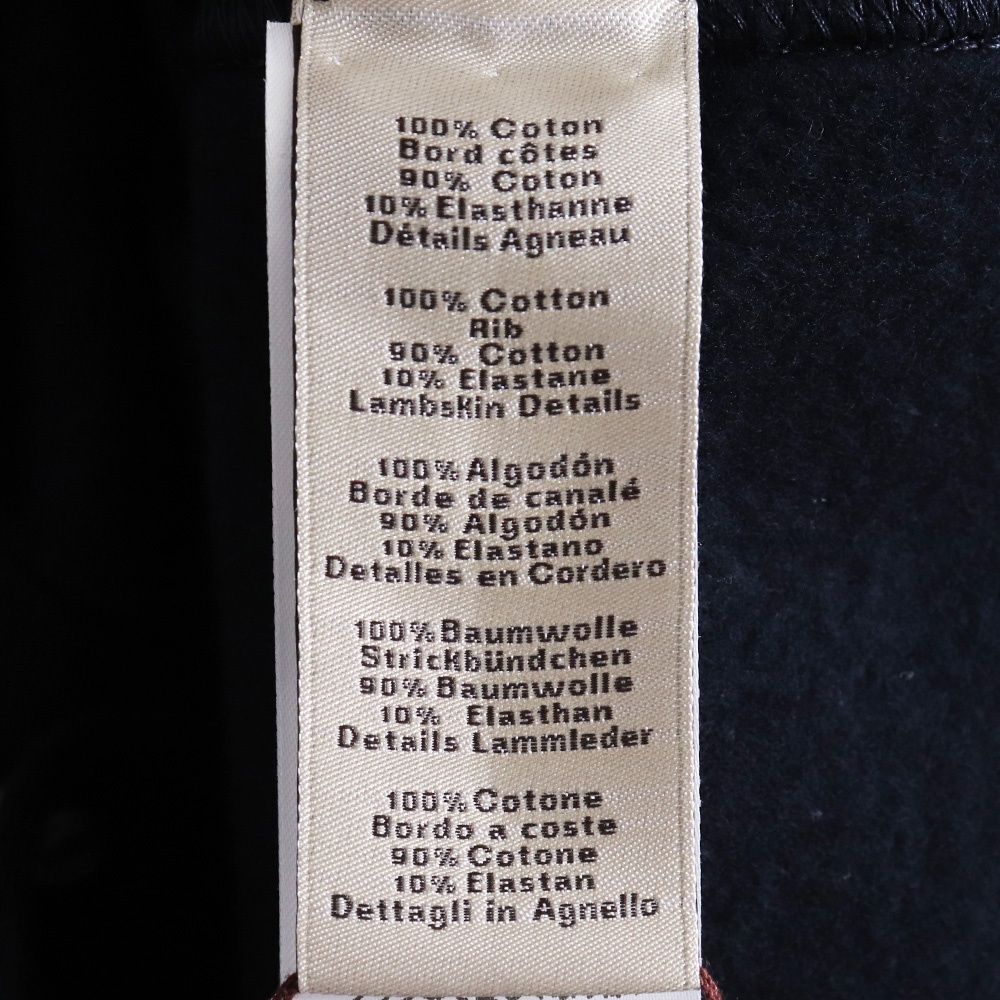 100% Coton
Bord côtes
90% Coton
10% Elasthanne
Détails Agneau
100% Cotton
Rib
90% Cotton
10% Elastane
Lambskin Details
100% Algodón
Borde de canalé
90% Algodón
10% Elastano
Detalles en Cordero
100% Baumwolle
Strickbündchen
90% Baumwolle
10% Elasthan
Details Lammleder
100% Cotone
Bordo a coste
90% Cotone
10% Elastan
Dettagli in Agnello